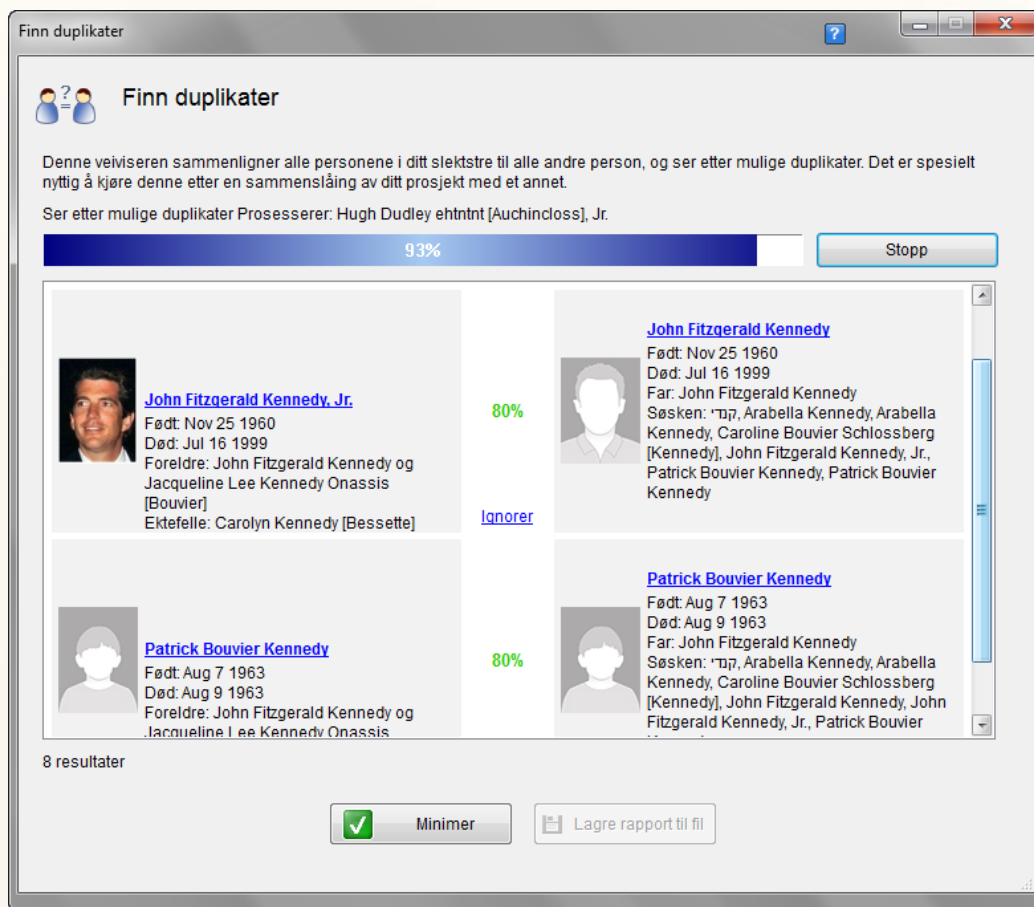 Finn duplikater
?
Finn duplikater
Denne veiviseren sammenligner alle personene i ditt slektstre til alle andre person, og ser etter mulige duplikater. Det er spesielt
nyttig å kjøre denne etter en sammenslåing av ditt prosjekt med et annet.
Ser etter mulige duplikater Prosesserer: Hugh Dudley ehtntnt [Auchincloss], Jr.
93%
Stopp
John Fitzgerald Kennedy, Jr.
Født: Nov 25 1960
Død: Jul 16 1999
Foreldre: John Fitzgerald Kennedy og
Jacqueline Lee Kennedy Onassis
[Bouvier]
Ektefelle: Carolyn Kennedy [Bessette]
80%
Ignorer
John Fitzgerald Kennedy
Født: Nov 25 1960
Død: Jul 16 1999
Far: John Fitzgerald Kennedy
Søsken: קנדי, Arabella Kennedy, Arabella
Kennedy, Caroline Bouvier Schlossberg
[Kennedy], John Fitzgerald Kennedy, Jr.,
Patrick Bouvier Kennedy, Patrick Bouvier
Kennedy
Patrick Bouvier Kennedy
Født: Aug 7 1963
Død: Aug 9 1963
Foreldre: John Fitzgerald Kennedy og
Jacqueline Lee Kennedy Onassis
80%
Patrick Bouvier Kennedy
Født: Aug 7 1963
Død: Aug 9 1963
Far: John Fitzgerald Kennedy
Søsken: קנדי, Arabella Kennedy, Arabella
Kennedy, Caroline Bouvier Schlossberg
[Kennedy], John Fitzgerald Kennedy, John
Fitzgerald Kennedy, Jr., Patrick Bouvier
8 resultater
Minimer
Lagre rapport til fil